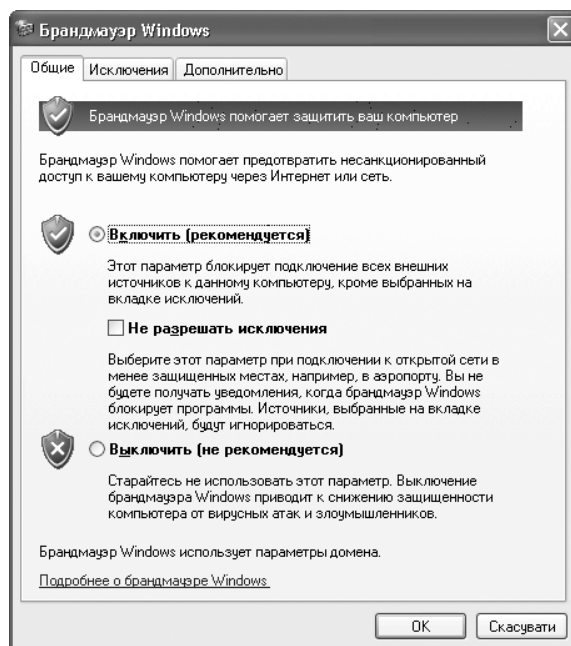 Брандмауэр Windows
Общие Исключения Дополнительно
Брандмауэр Windows помогает защитить ваш компьютер
Брандмауэр Windows помогает предотвратить несанкционированный
доступ к вашему компьютеру через Интернет или сеть.
Включить (рекомендуется)
Этот параметр блокирует подключение всех внешних
источников к данному компьютеру, кроме выбранных на
вкладке исключений.
Не разрешать исключения
Выберите этот параметр при подключении к открытой сети в
менее защищенных местах, например, в аэропорту. Вы не
будете получать уведомления, когда брандмауэр Windows
блокирует программы. Источники, выбранные на вкладке
исключений, будут игнорироваться.
Выключить (не рекомендуется)
Старайтесь не использовать этот параметр. Выключение
брандмауэра Windows приводит к снижению защищенности
компьютера от вирусных атак и злоумышленников.
Брандмауэр Windows использует параметры домена.
Подробнее о брандмауэре Windows
OK Скасувати